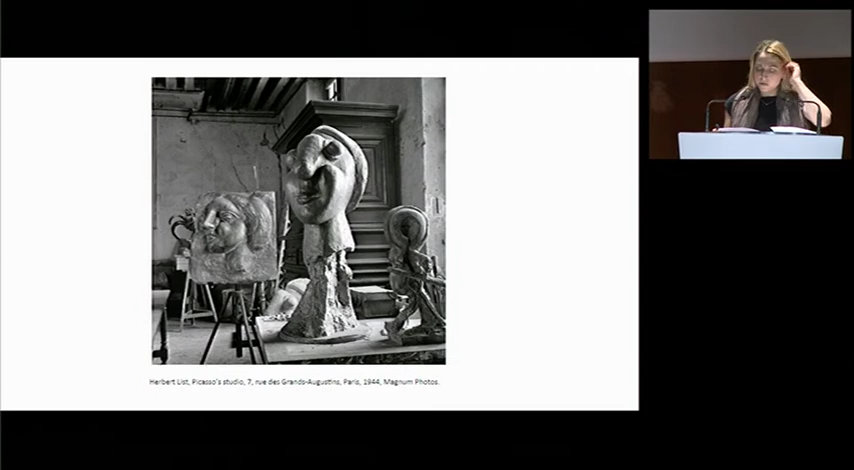 Herbert List, Picasso's studio, 7, rue des Grands-Augustins, Paris, 1944, Magnum Photos.